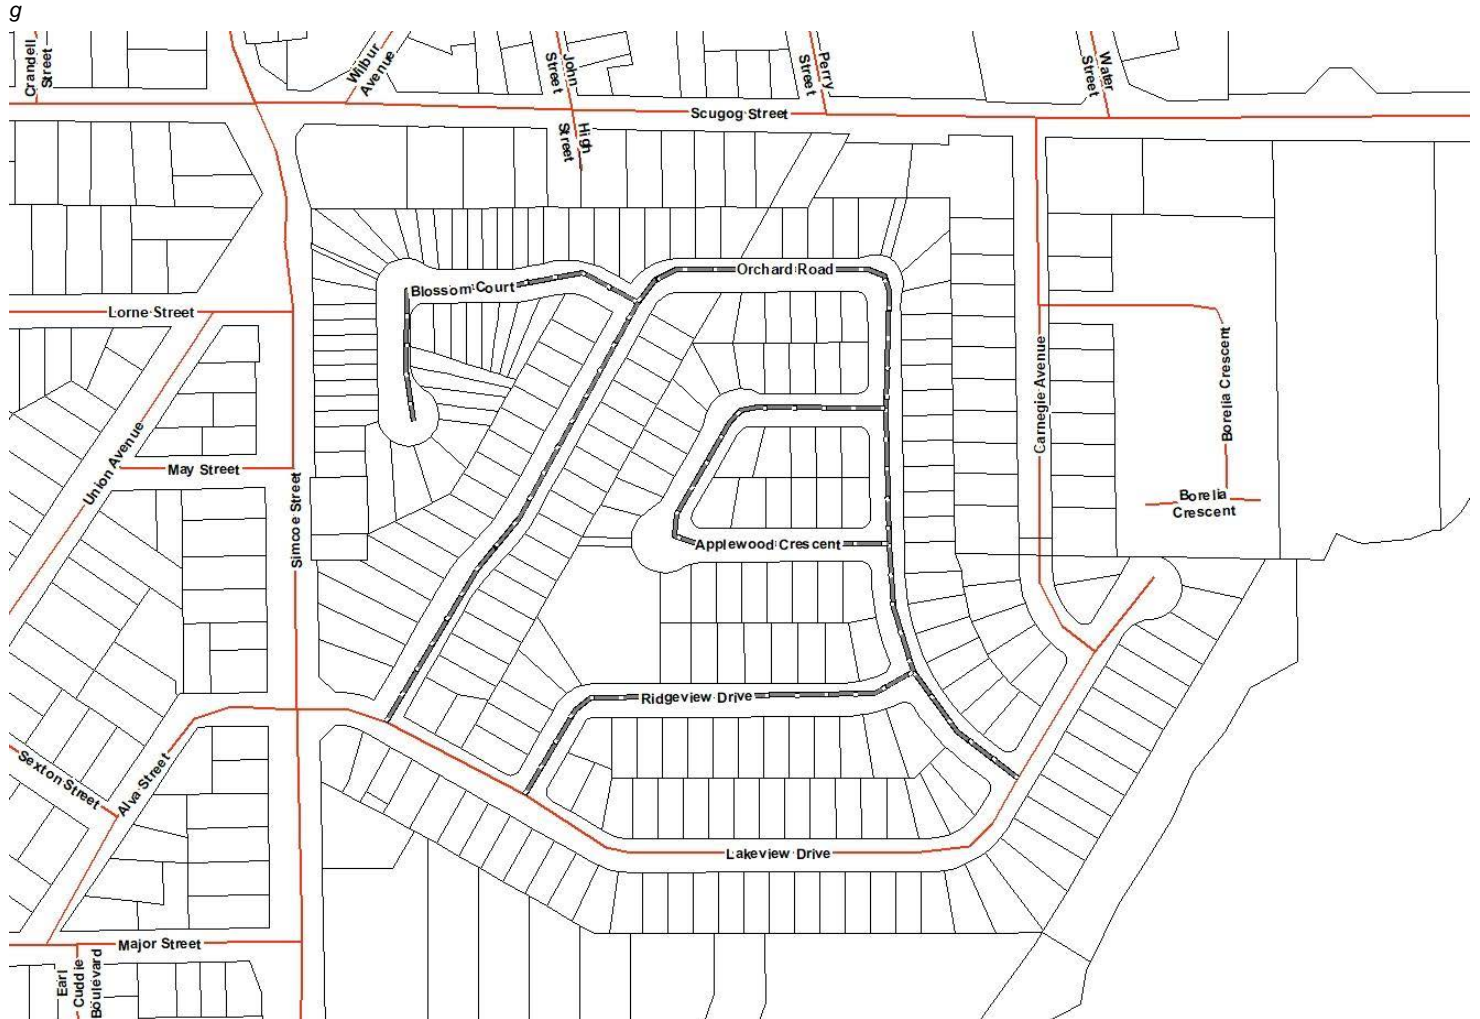 g
Crandell
Street
Wilbur
Avenue
John
Street
Perry
Street
Water
Street
Scugog Street
High
Street
Orchard Road
Blossom Court
Lorne Street
Carnegie Avenue
Borelia Crescent
Union Avenue
May Street
Simcoe Street
Borelia
Crescent
Applewood Crescent
Ridgeview Drive
Sexton Street
Alva Street
Lakeview Drive
Major Street
Earl
Cuddie
Boulevard